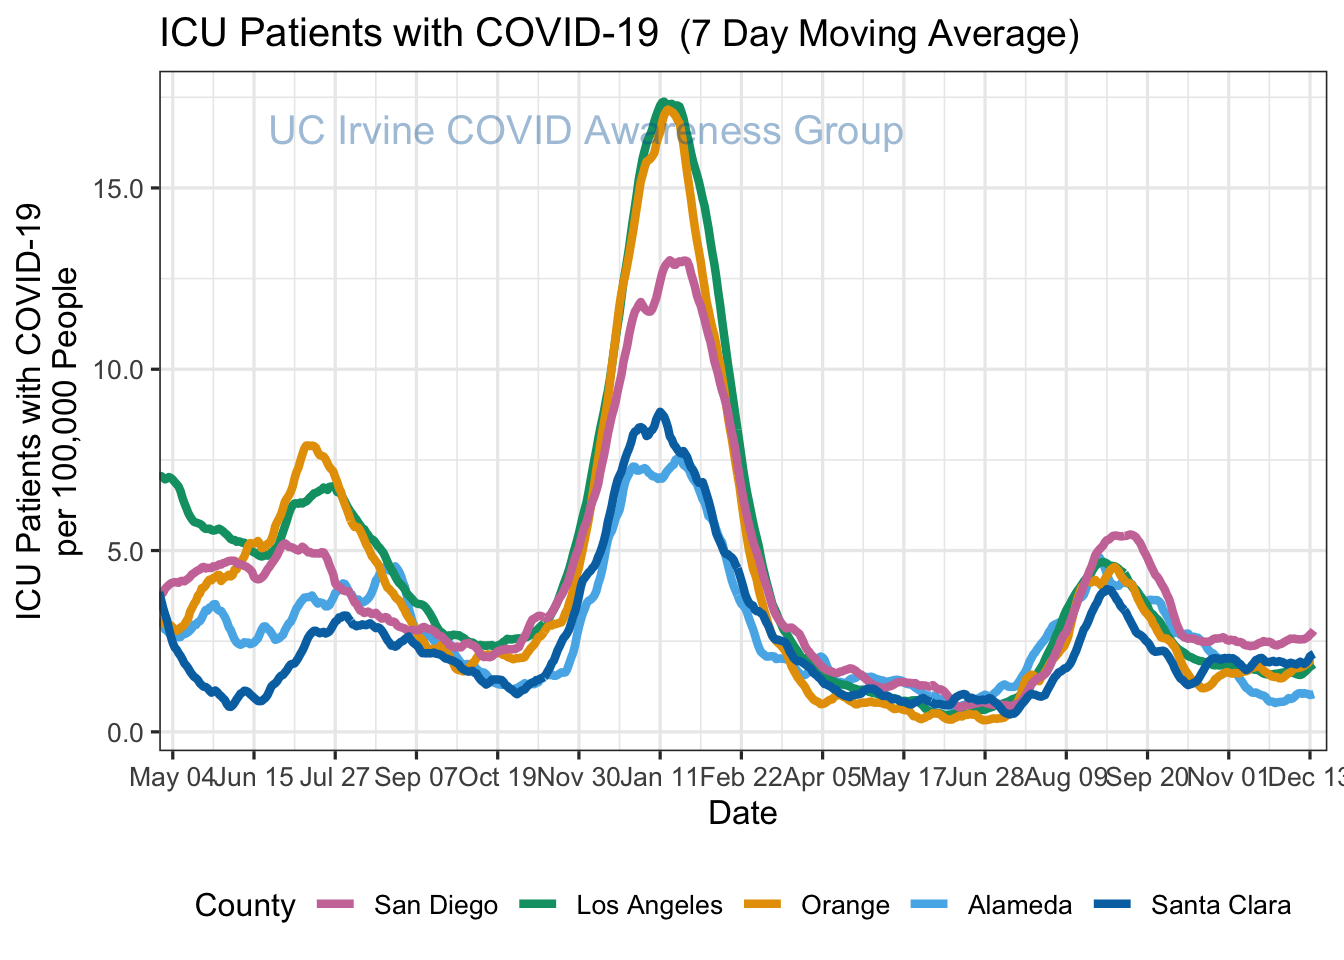 ICU Patients with COVID-19 (7 Day Moving Average)
UC Irvine COVID Awareness Group
ICU Patients with COVID-19
per 100,000 People
15.0
10.0
5.0
0.0
May 04 Jun 15 Jul 27 Sep 07 Oct 19 Nov 30 Jan 11 Feb 22 Apr 05 May 17 Jun 28 Aug 09 Sep 20 Nov 01 Dec 13
Date
County San Diego Los Angeles Orange Alameda Santa Clara